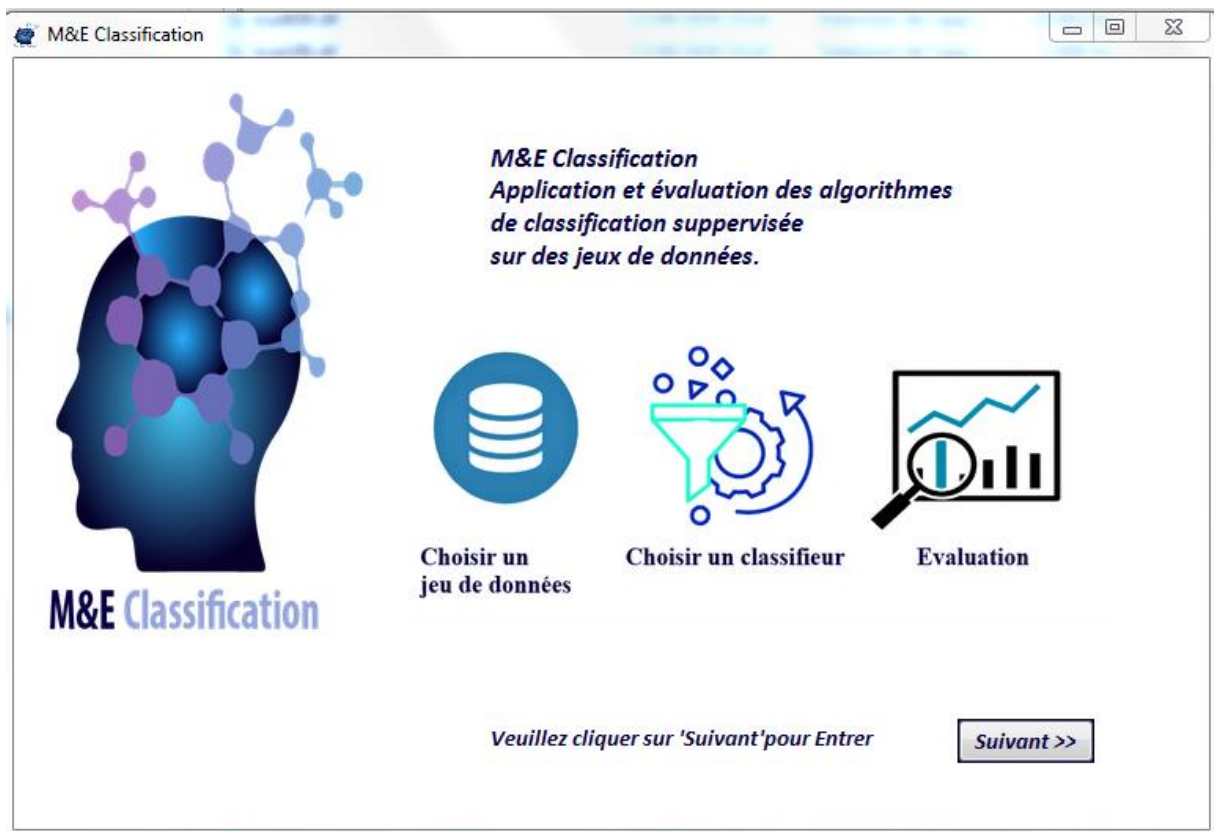 M&E Classification
M&E Classification
Application et évaluation des algorithmes
de classification suppervisée
sur des jeux de données.
Choisir un
jeu de données
Choisir un classifieur
Evaluation
M&E Classification
Veuillez cliquer sur 'Suivant'pour Entrer
Suivant >>